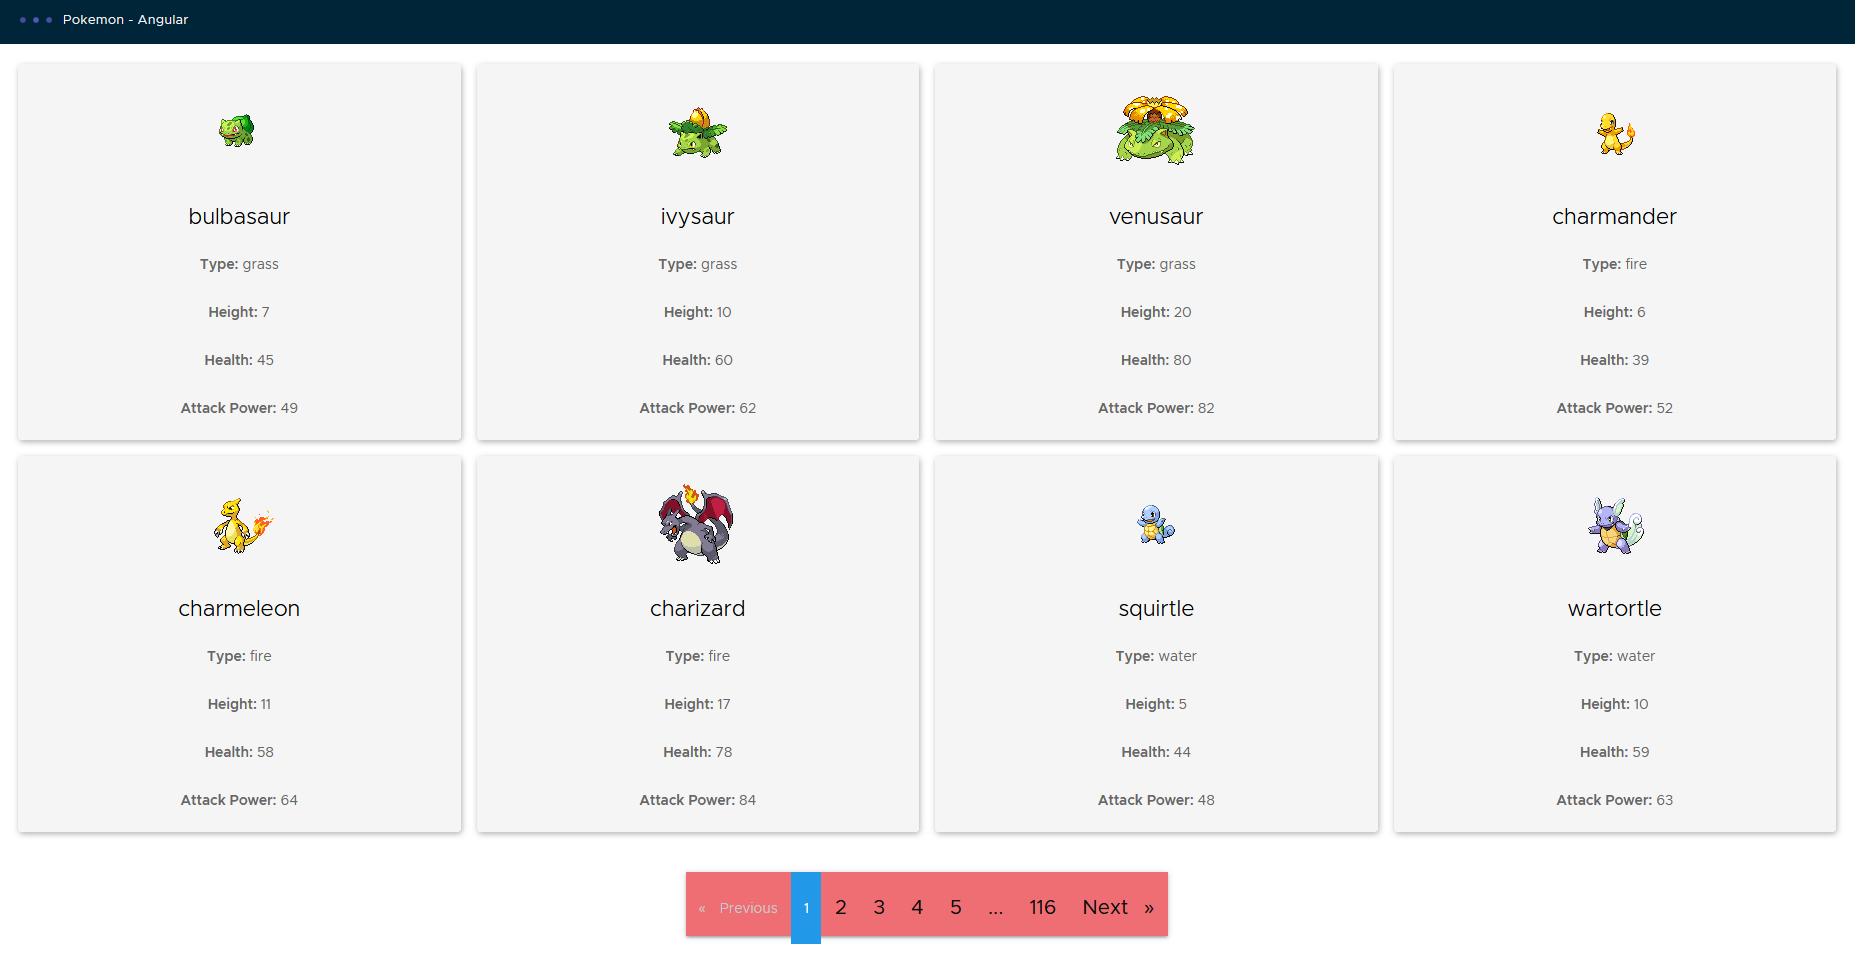 Pokemon - Angular
bulbasaur
Type: grass
Height: 7
Health: 45
Attack Power: 49
ivysaur
Type: grass
Height: 10
Health: 60
Attack Power: 62
venusaur
Type: grass
Height: 20
Health: 80
Attack Power: 82
charmander
Type: fire
Height: 6
Health: 39
Attack Power: 52
charmeleon
Type: fire
Height: 11
Health: 58
Attack Power: 64
charizard
Type: fire
Height: 17
Health: 78
Attack Power: 84
squirtle
Type: water
Height: 5
Health: 44
Attack Power: 48
wartortle
Type: water
Height: 10
Health: 59
Attack Power: 63
« Previous 1 2 3 4 5 ... 116 Next »